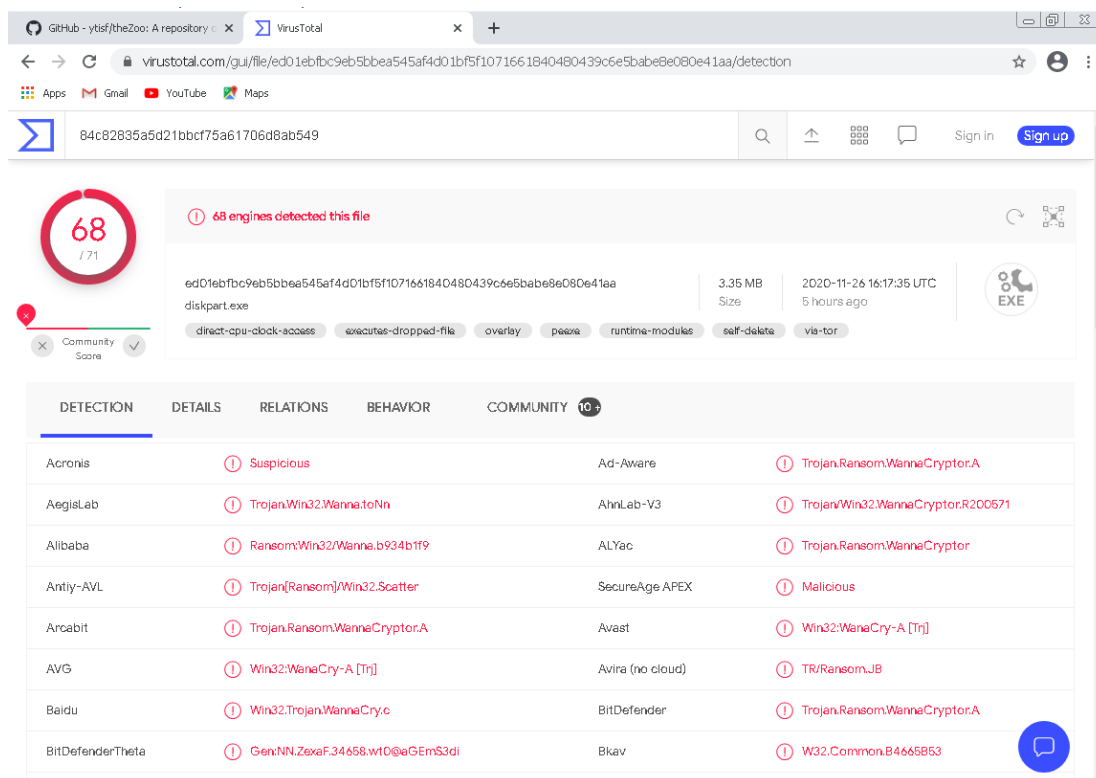 GitHub - ytisf/theZoo: A repository o
VirusTotal
virustotal.com/gui/file/ed01ebfbc9eb5bbea545af4d01bf5f1071661840480439c6e5babe8e080e41aa/detection
Apps Gmail YouTube Maps
84c82835a5d21bbcf75a61706d8ab549
Sign in Sign up
68
/ 71
68 engines detected this file
ed01ebfbc9eb5bbea545af4d01bf5f1071661840480439c6e5babe8e080e41aa
diskpart.exe
3.35 MB
Size
2020-11-26 16:17:35 UTC
5 hours ago
EXE
direct-cpu-clock-access executes-dropped-file overlay peexe runtime-modules self-delete via-tor
Community
Score
DETECTION DETAILS RELATIONS BEHAVIOR COMMUNITY 10+
Acronis Suspicious Ad-Aware Trojan.Ransom.WannaCryptor.A
AegisLab Trojan.Win32.Wanna.toNn AhnLab-V3 Trojan/Win32.WannaCryptor.R200571
Alibaba Ransom:Win32/Wanna.b934b1f9 ALYac Trojan.Ransom.WannaCryptor
Antiy-AVL Trojan[Ransom]/Win32.Scatter SecureAge APEX Malicious
Arcabit Trojan.Ransom.WannaCryptor.A Avast Win32:WanaCry-A [Trj]
AVG Win32:WanaCry-A [Trj] Avira (no cloud) TR/Ransom.JB
Baidu Win32.Trojan.WannaCry.c BitDefender Trojan.Ransom.WannaCryptor.A
BitDefenderTheta Gen:NN.ZexaF.34658.wt0@aGEmS3di Bkav W32.Common.B4665B53